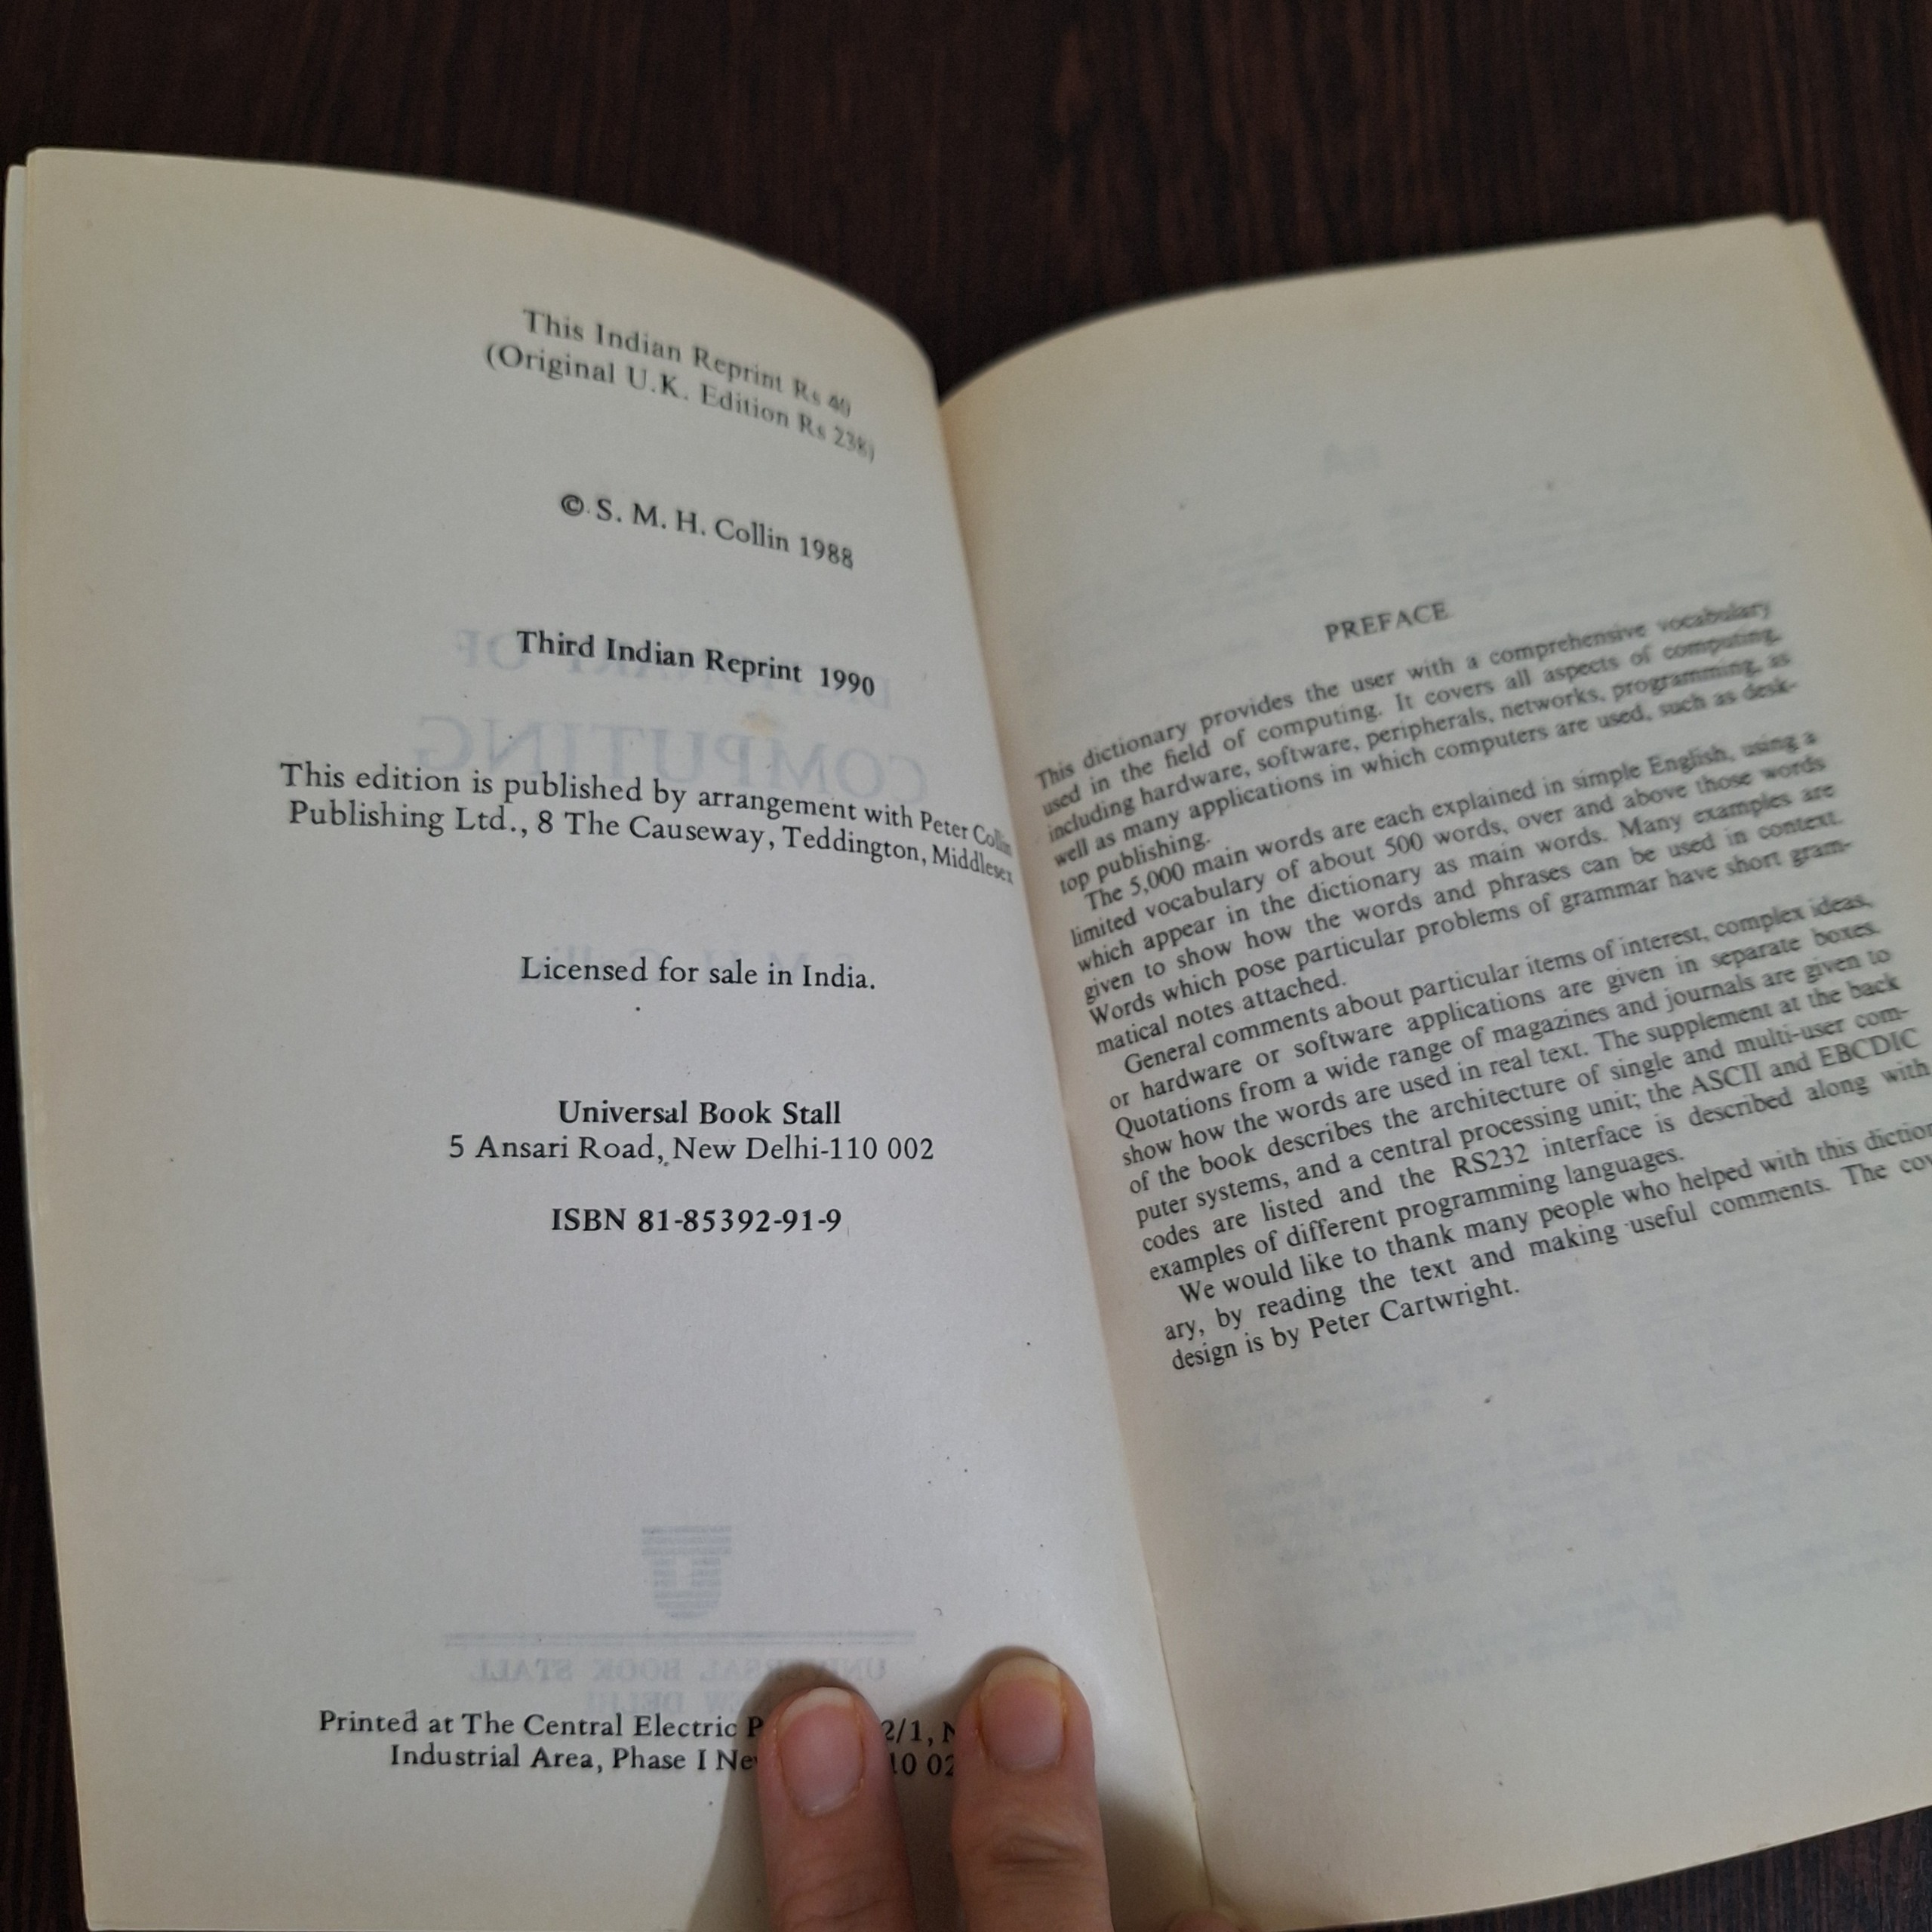 This Indian Reprint Rs 40
(Original U.K. Edition Rs 238)
© S. M. H. Collin 1988
Third Indian Reprint 1990
This edition is published by arrangement with Peter Collin
Publishing Ltd., 8 The Causeway, Teddington, Middlesex
Licensed for sale in India.
Universal Book Stall
5 Ansari Road, New Delhi-110 002
ISBN 81-85392-91-9
Printed at The Central Electric 2/1,
Industrial Area, Phase I
PREFACE
This dictionary provides the user with a comprehensive vocabulary
used in the field of computing. It covers all aspects of computing,
including hardware, software, peripherals, networks, programming, as
well as many applications in which computers are used, such as desk-
top publishing.
The 5,000 main words are each explained in simple English, using a
limited vocabulary of about 500 words, over and above those words
which appear in the dictionary as main words. Many examples are
given to show how the words and phrases can be used in context.
Words which pose particular problems of grammar have short gram-
matical notes attached.
General comments about particular items of interest, complex ideas,
or hardware or software applications are given in separate boxes.
Quotations from a wide range of magazines and journals are given to
show how the words are used in real text. The supplement at the back
of the book describes the architecture of single and multi-user com-
puter systems, and a central processing unit; the ASCII and EBCDIC
codes are listed and the RS232 interface is described along with
examples of different programming languages.
We would like to thank many people who helped with this diction
ary, by reading the text and making useful comments. The cov
design is by Peter Cartwright.